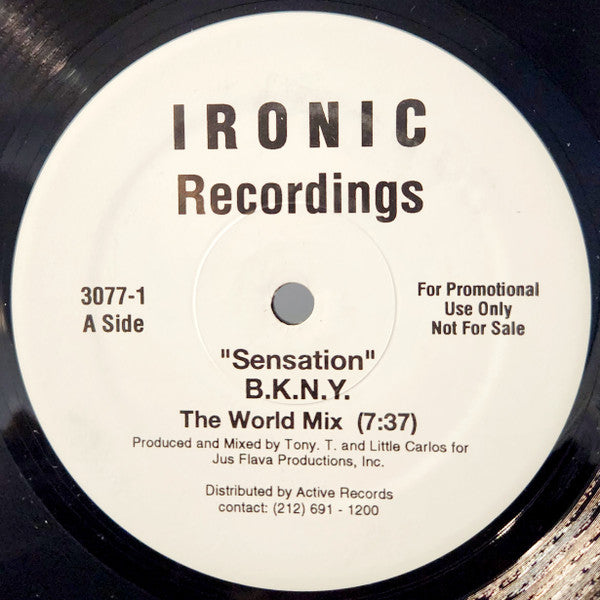 IRONIC
Recordings
3077-1
A Side
For Promotional
Use Only
Not For Sale
"Sensation"
B.K.N.Y.
The World Mix (7:37)
Produced and Mixed by Tony. T. and Little Carlos for
Jus Flava Productions, Inc.
Distributed by Active Records
contact: (212) 691 - 1200